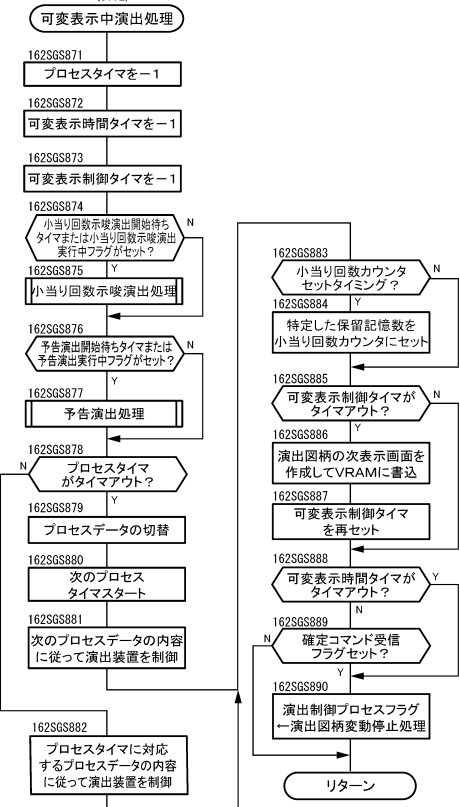 可変表示中演出処理
162SGS871
プロセスタイマを－１
162SGS872
可変表示時間タイマを－１
162SGS873
可変表示制御タイマを－１
162SGS874
小当り回数示唆演出開始待ち
タイマまたは小当り回数示唆演出
実行中フラグがセット？
N
Y
162SGS875
小当り回数示唆演出処理
162SGS876
予告演出開始待ちタイマまたは
予告演出実行中フラグがセット？
N
Y
162SGS877
予告演出処理
162SGS878
N
プロセスタイマ
がタイマアウト？
Y
162SGS879
プロセスデータの切替
162SGS880
次のプロセス
タイマスタート
162SGS881
次のプロセスデータの内容
に従って演出装置を制御
162SGS882
プロセスタイマに対応
するプロセスデータの内容
に従って演出装置を制御
162SGS883
小当り回数カウンタ
セットタイミング？
N
Y
162SGS884
特定した保留記憶数を
小当り回数カウンタにセット
162SGS885
可変表示制御タイマが
タイマアウト？
N
Y
162SGS886
演出図柄の次表示画面を
作成してVRAMに書込
162SGS887
可変表示制御タイマ
を再セット
162SGS888
可変表示時間タイマが
タイマアウト？
Y
N
162SGS889
N
確定コマンド受信
フラグセット？
Y
162SGS890
演出制御プロセスフラグ
←演出図柄変動停止処理
リターン